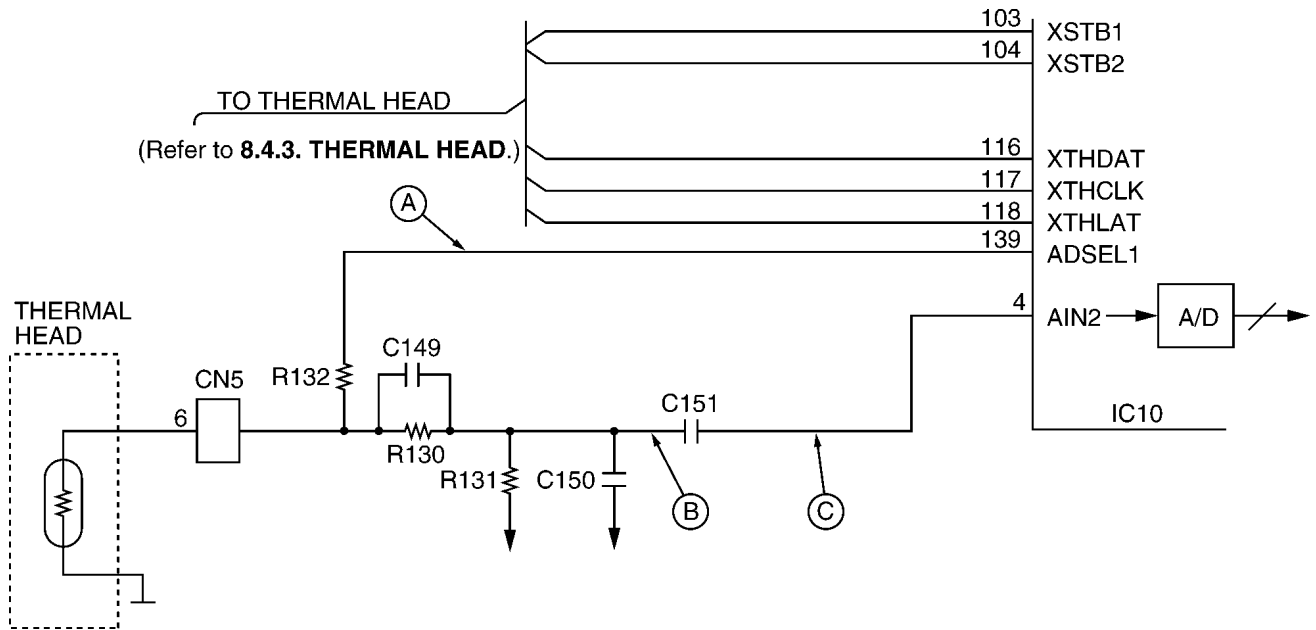 103
XSTB1
104
XSTB2
TO THERMAL HEAD
(Refer to 8.4.3. THERMAL HEAD.)
116
XTHDAT
117
XTHCLK
118
XTHLAT
A
139
ADSEL1
THERMAL
HEAD
4
AIN2
A/D
C149
R132
CN5
6
C151
IC10
R130
R131
C150
B
C